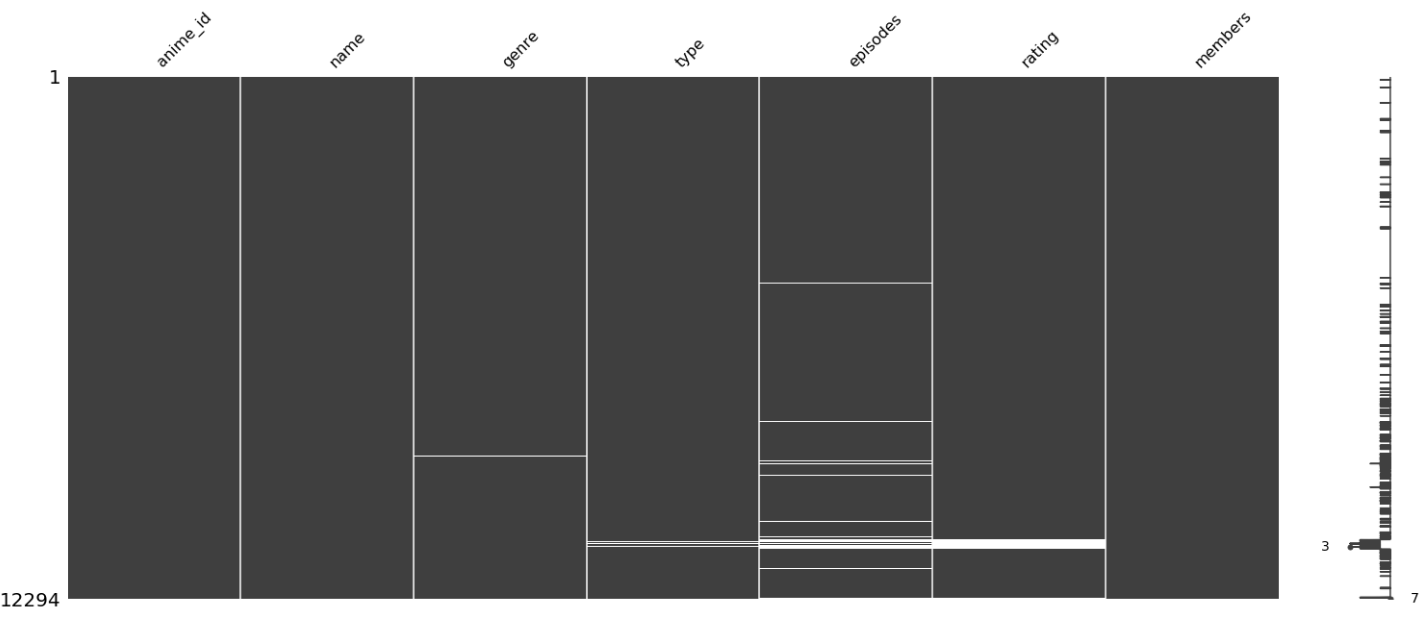 anime_id
name
genre
type
episodes
rating
members
1
3
12294
7